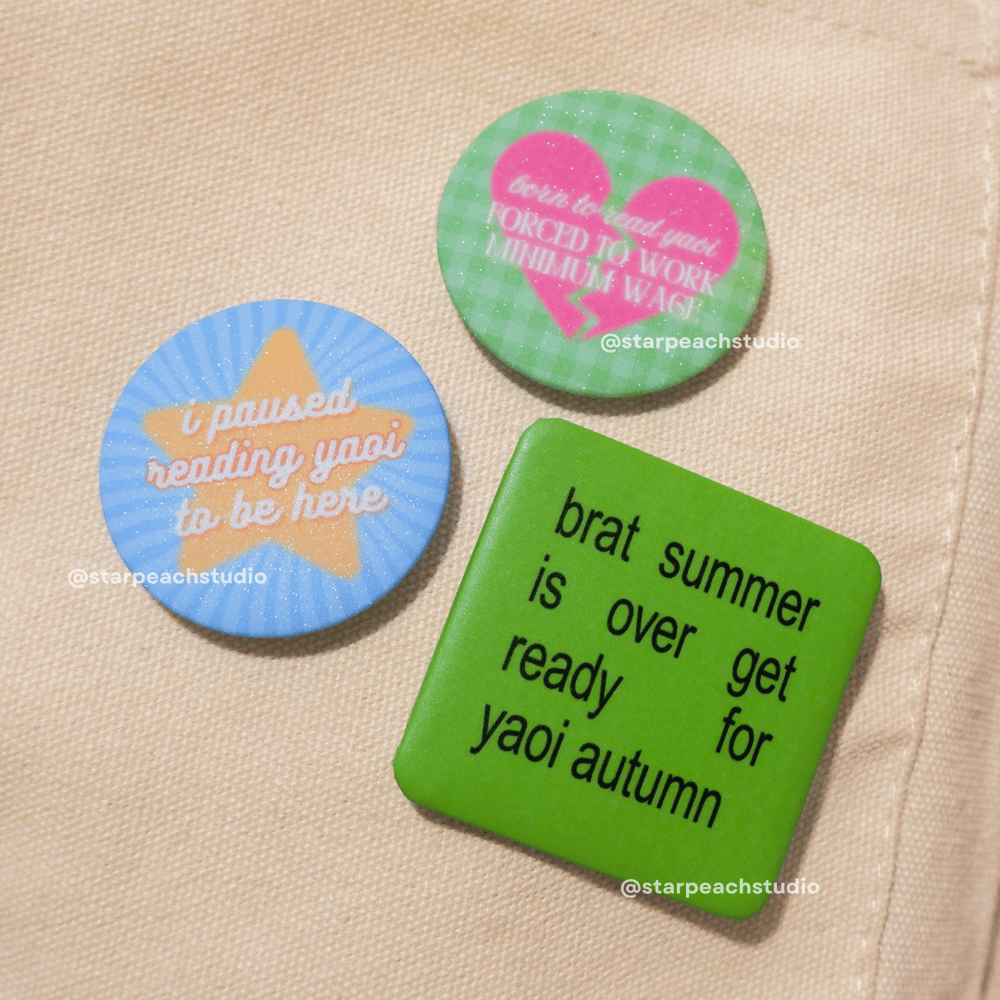 born to read yaoi
FORCED TO WORK
MINIMUM WAGE
@starpeachstudio
i paused
reading yaoi
to be here
@starpeachstudio
brat summer
is over get
ready for
yaoi autumn
@starpeachstudio